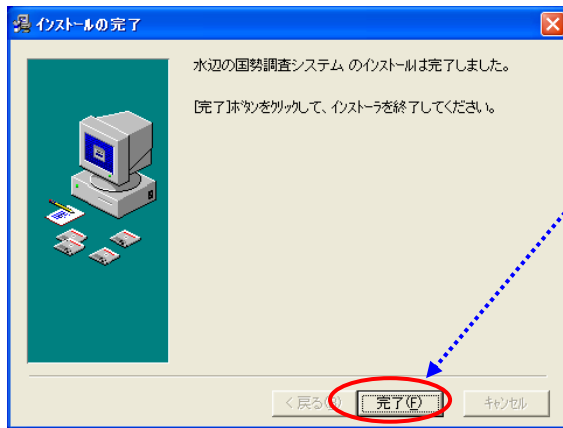 インストールの完了
水辺の国勢調査システム のインストールは完了しました。
[完了]ボタンをクリックして、インストーラを終了してください。
< 戻る(B)
完了(F)
キャンセル